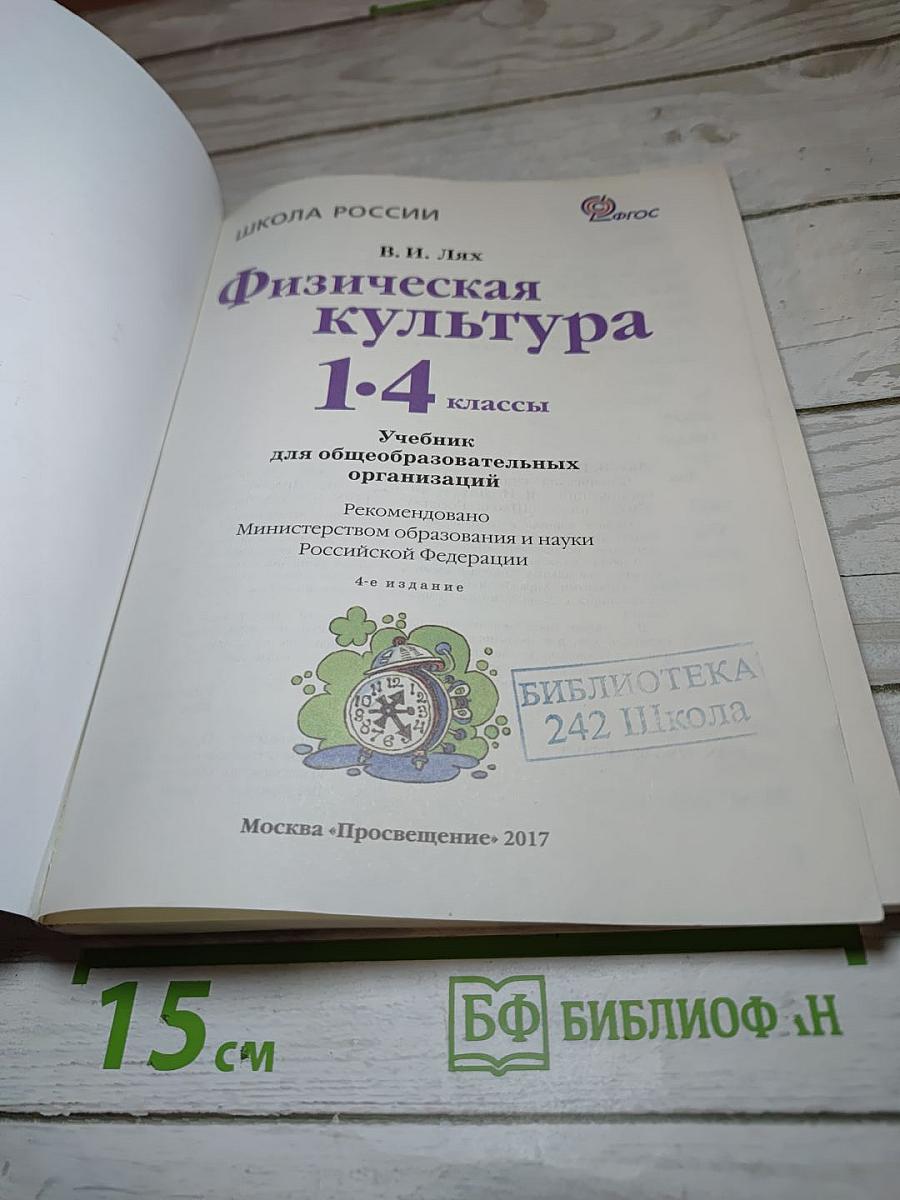 ШКОЛА РОССИИ
ФГОС
В. И. Лях
Физическая
культура
1•4 классы
Учебник
для общеобразовательных
организаций
Рекомендовано
Министерством образования и науки
Российской Федерации
4-е издание
БИБЛИОТЕКА
242 Школа
Москва «Просвещение» 2017
15 см
БФ БИБЛИОФ